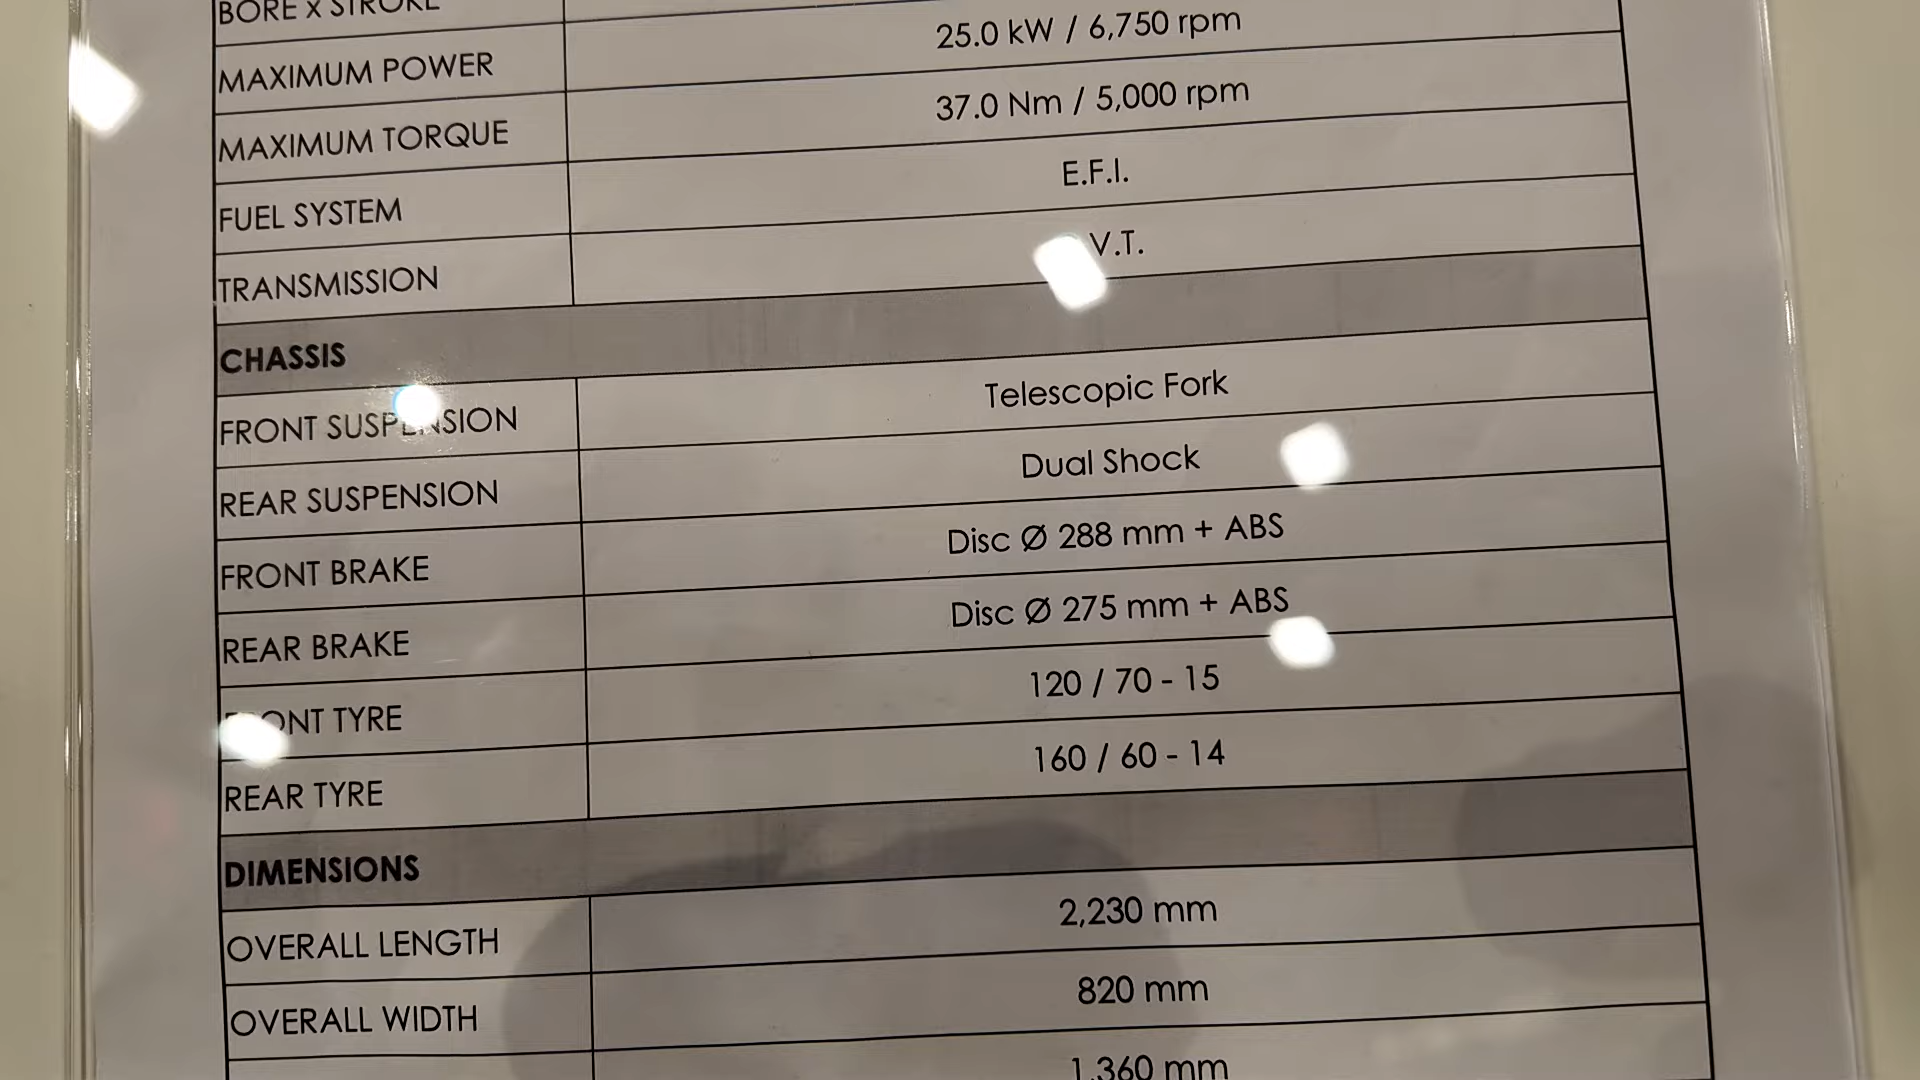 BORE x STROKE
MAXIMUM POWER 25.0 kW / 6,750 rpm
MAXIMUM TORQUE 37.0 Nm / 5,000 rpm
FUEL SYSTEM E.F.I.
TRANSMISSION V.T.
CHASSIS
FRONT SUSPENSION Telescopic Fork
REAR SUSPENSION Dual Shock
FRONT BRAKE Disc Ø 288 mm + ABS
REAR BRAKE Disc Ø 275 mm + ABS
FRONT TYRE 120 / 70 - 15
REAR TYRE 160 / 60 - 14
DIMENSIONS
OVERALL LENGTH 2,230 mm
OVERALL WIDTH 820 mm
1,360 mm